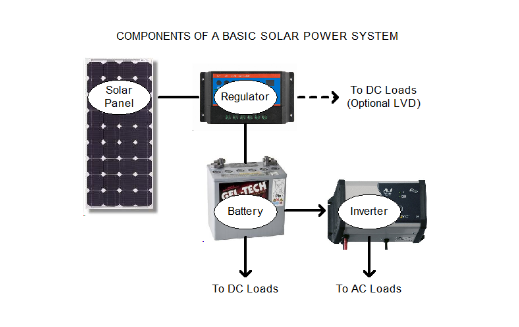 COMPONENTS OF A BASIC SOLAR POWER SYSTEM
Solar
Panel
Regulator
To DC Loads
(Optional LVD)
GEL-TECH
Battery
Inverter
To DC Loads
To AC Loads